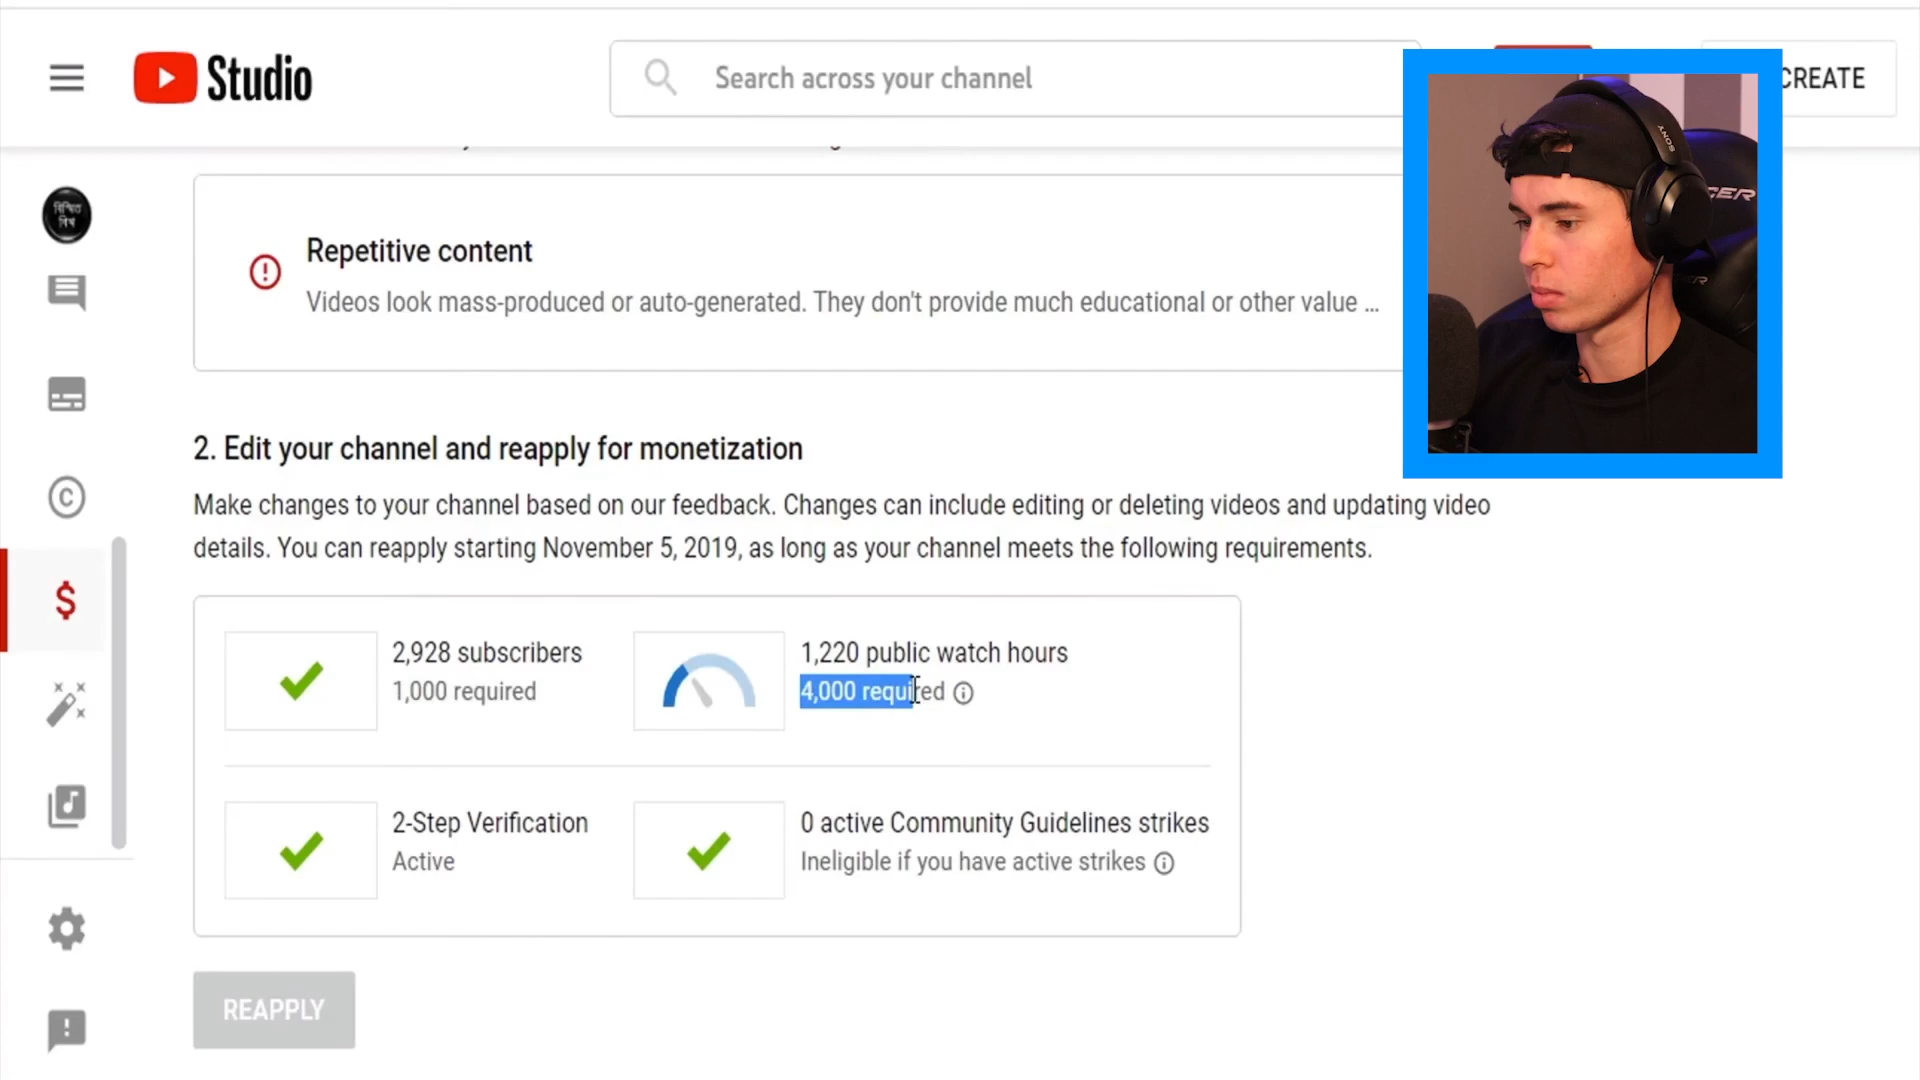 Studio
Search across your channel
CREATE
SONY
CER
বিস্মিত
বিশ্ব
Repetitive content
Videos look mass-produced or auto-generated. They don't provide much educational or other value ...
2. Edit your channel and reapply for monetization
Make changes to your channel based on our feedback. Changes can include editing or deleting videos and updating video
details. You can reapply starting November 5, 2019, as long as your channel meets the following requirements.
2,928 subscribers
1,000 required
1,220 public watch hours
4,000 required
2-Step Verification
Active
0 active Community Guidelines strikes
Ineligible if you have active strikes
REAPPLY